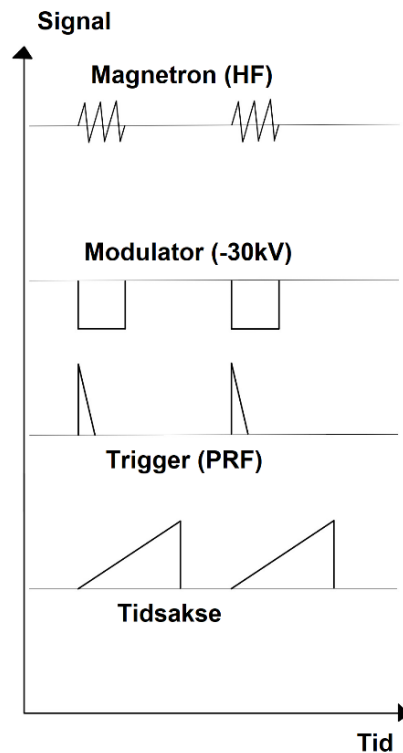 Signal
Magnetron (HF)
Modulator (-30kV)
Trigger (PRF)
Tidsakse
Tid